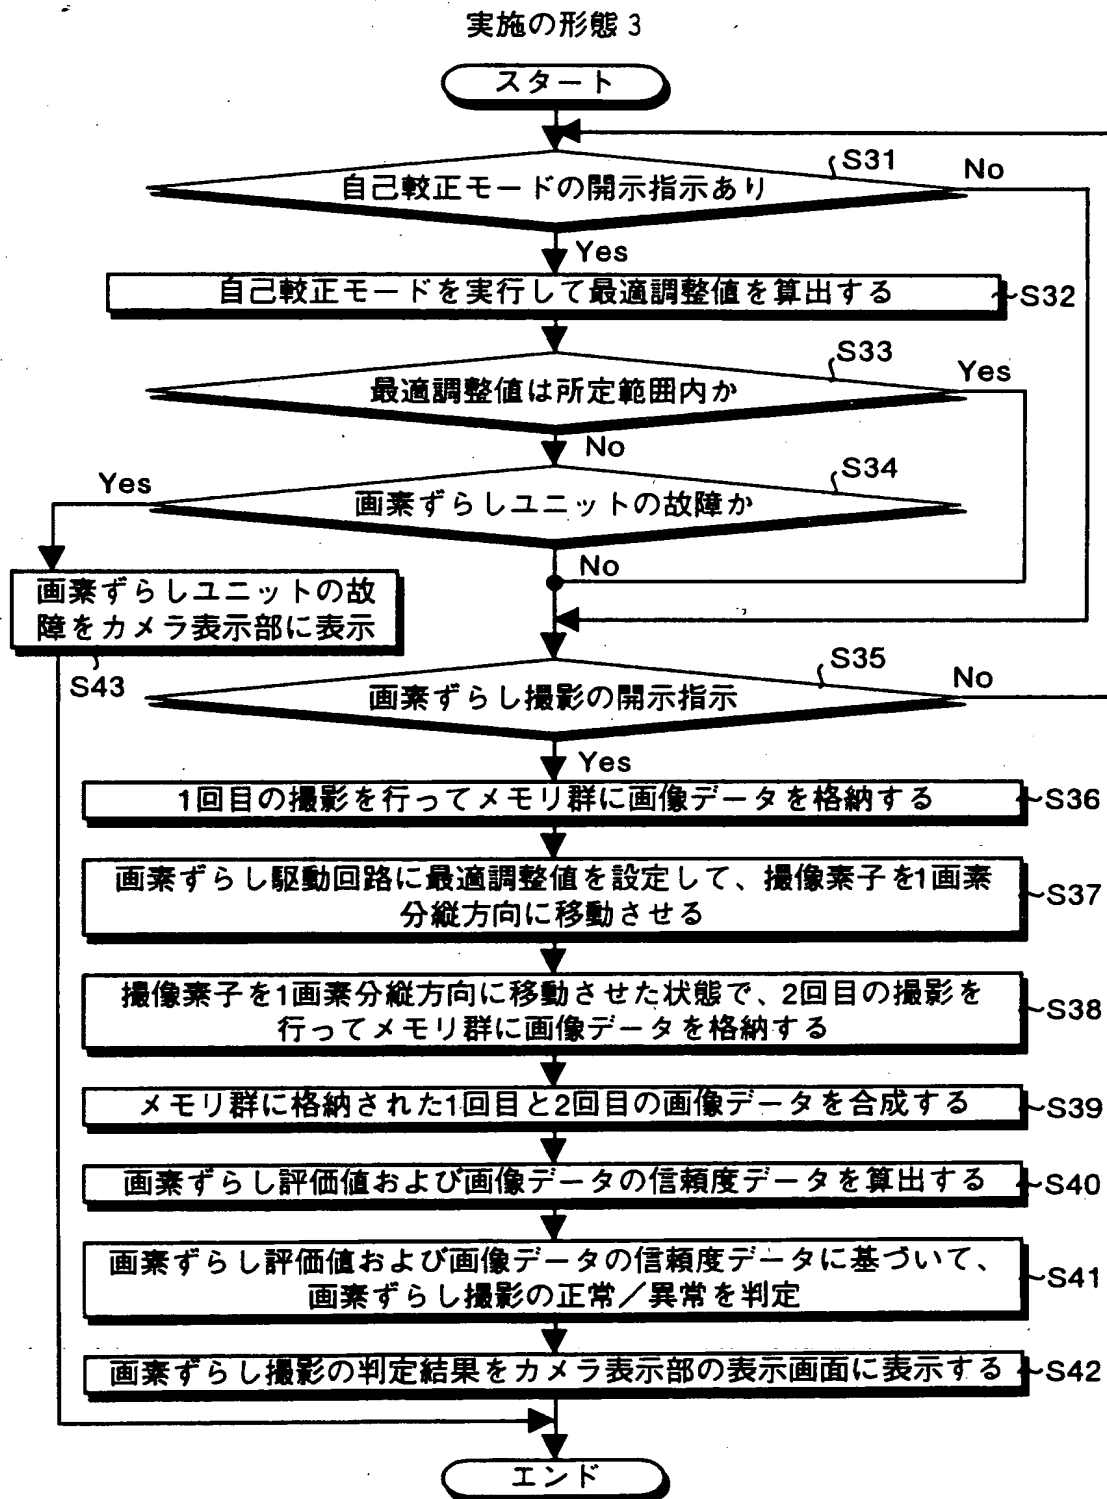 実施の形態 3
スタート
S31
No
自己較正モードの開示指示あり
Yes
自己較正モードを実行して最適調整値を算出する
S32
S33
Yes
最適調整値は所定範囲内か
No
S34
Yes
画素ずらしユニットの故障か
No
画素ずらしユニットの故
障をカメラ表示部に表示
S43
S35
No
画素ずらし撮影の開示指示
Yes
1回目の撮影を行ってメモリ群に画像データを格納する
S36
画素ずらし駆動回路に最適調整値を設定して、撮像素子を1画素
分縦方向に移動させる
S37
撮像素子を1画素分縦方向に移動させた状態で、2回目の撮影を
行ってメモリ群に画像データを格納する
S38
メモリ群に格納された1回目と2回目の画像データを合成する
S39
画素ずらし評価値および画像データの信頼度データを算出する
S40
画素ずらし評価値および画像データの信頼度データに基づいて、
画素ずらし撮影の正常／異常を判定
S41
画素ずらし撮影の判定結果をカメラ表示部の表示画面に表示する
S42
エンド